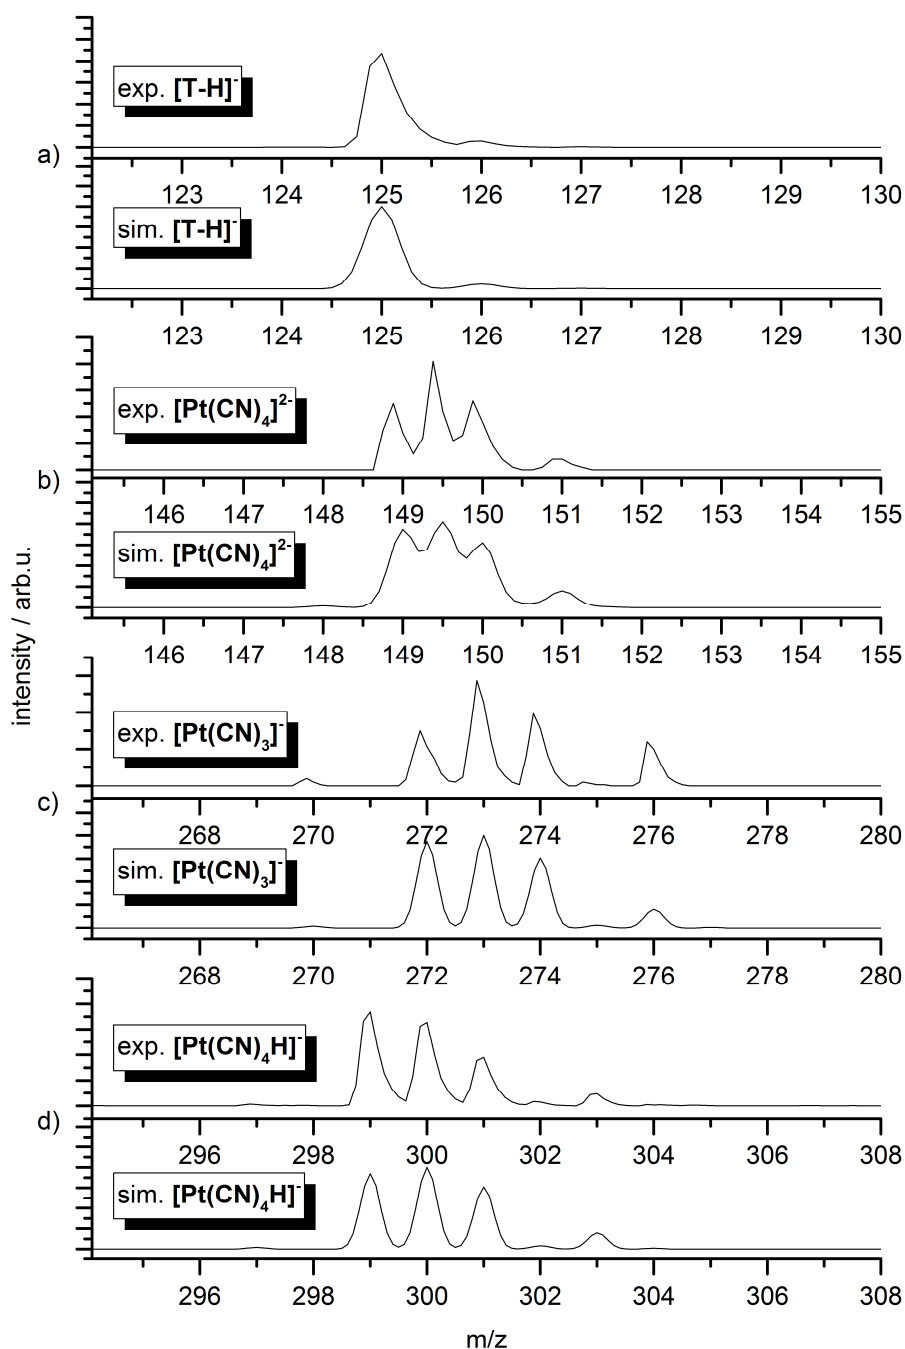 exp. [T-H]⁻
a)
123 124 125 126 127 128 129 130
sim. [T-H]⁻
123 124 125 126 127 128 129 130
exp. [Pt(CN)₄]²⁻
b)
146 147 148 149 150 151 152 153 154 155
sim. [Pt(CN)₄]²⁻
146 147 148 149 150 151 152 153 154 155
intensity / arb.u.
exp. [Pt(CN)₃]⁻
c)
268 270 272 274 276 278 280
sim. [Pt(CN)₃]⁻
268 270 272 274 276 278 280
exp. [Pt(CN)₄H]⁻
d)
296 298 300 302 304 306 308
sim. [Pt(CN)₄H]⁻
296 298 300 302 304 306 308
m/z